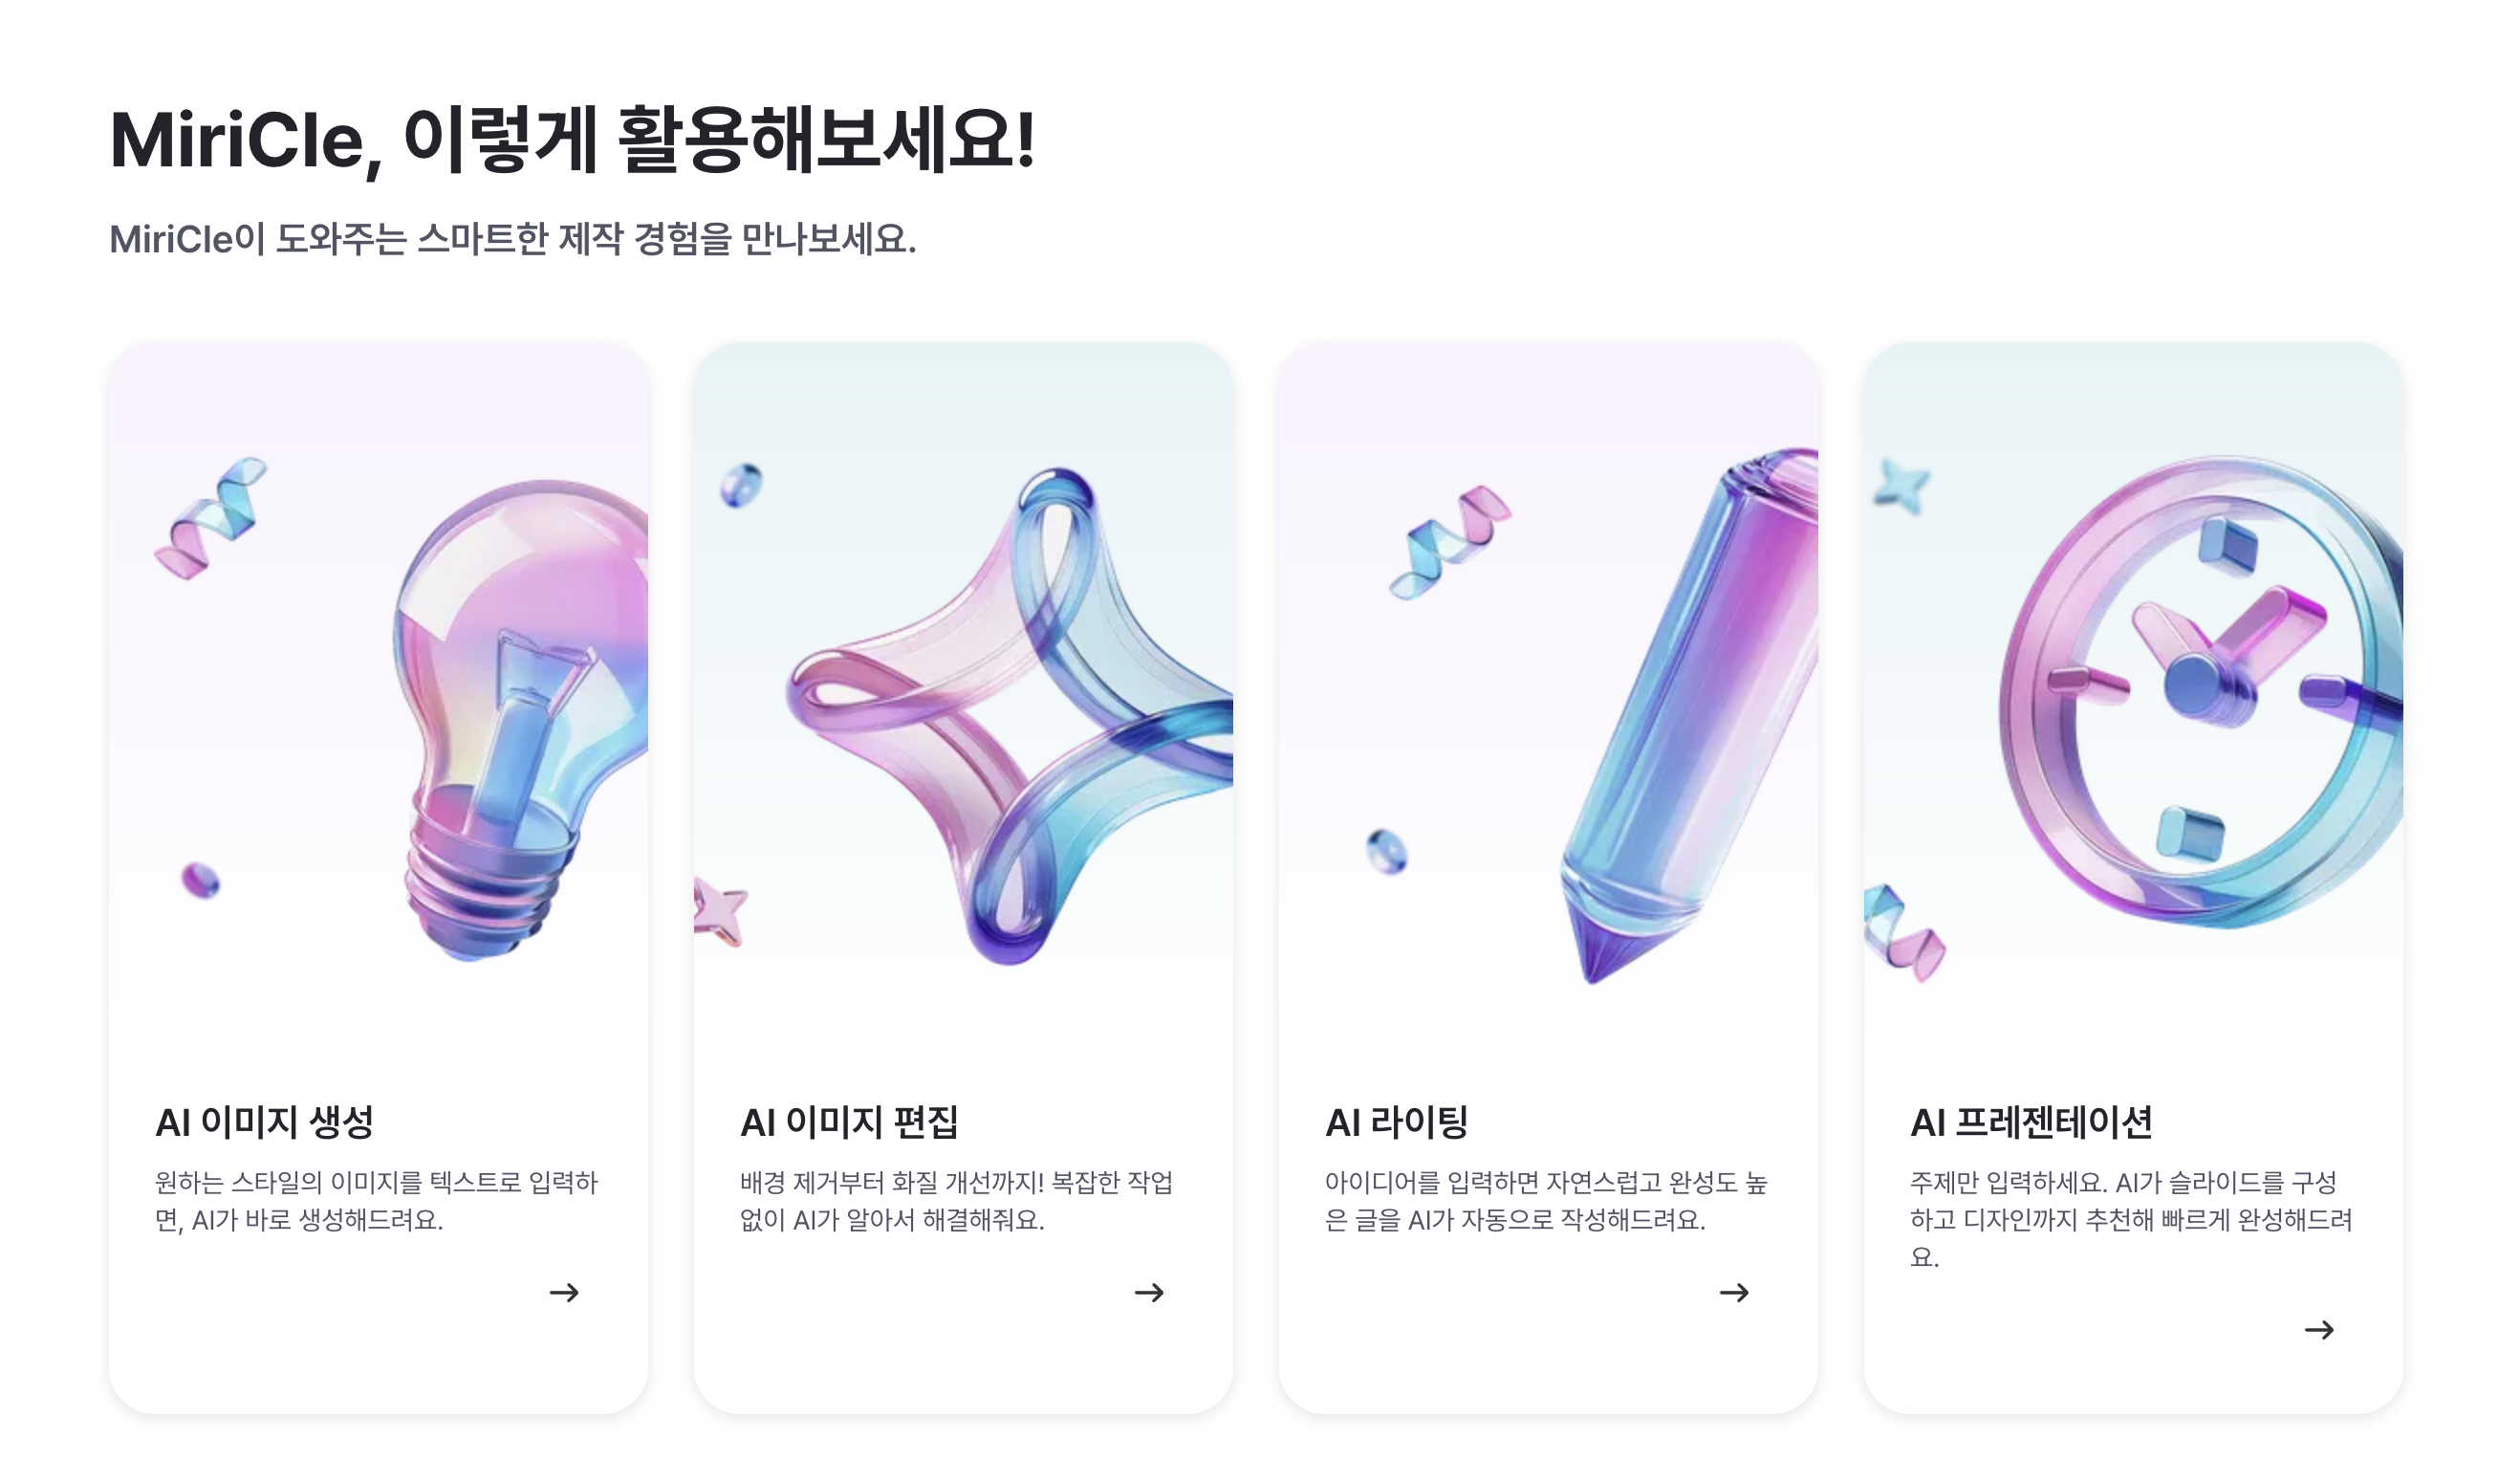 MiriCle, 이렇게 활용해보세요!
MiriCle이 도와주는 스마트한 제작 경험을 만나보세요.
AI 이미지 생성
원하는 스타일의 이미지를 텍스트로 입력하
면, AI가 바로 생성해드려요.
AI 이미지 편집
배경 제거부터 화질 개선까지! 복잡한 작업
없이 AI가 알아서 해결해줘요.
AI 라이팅
아이디어를 입력하면 자연스럽고 완성도 높
은 글을 AI가 자동으로 작성해드려요.
AI 프레젠테이션
주제만 입력하세요. AI가 슬라이드를 구성
하고 디자인까지 추천해 빠르게 완성해드려
요.